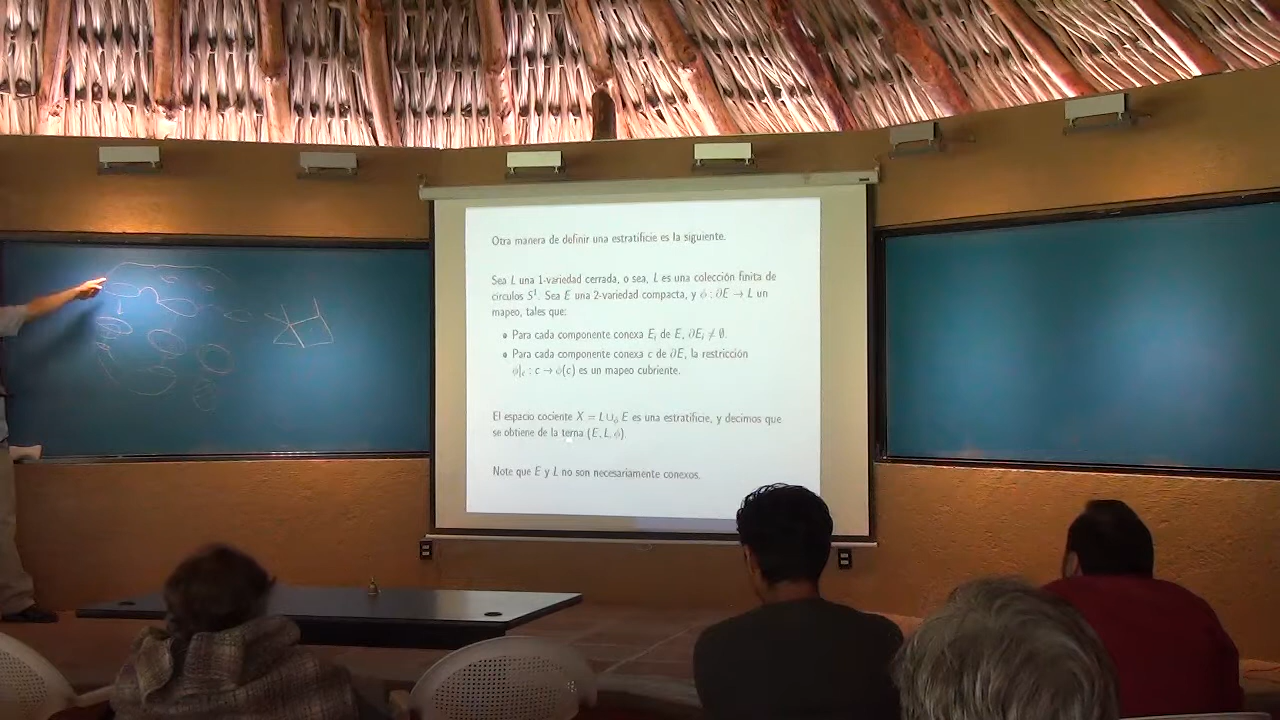 Otra manera de definir una estratificie es la siguiente.
Sea L una 1-variedad cerrada, o sea, L es una colección finita de
círculos S¹. Sea E una 2-variedad compacta, y ϕ : ∂E → L un
mapeo, tales que:
• Para cada componente conexa Eᵢ de E, ∂Eᵢ ≠ ∅.
• Para cada componente conexa c de ∂E, la restricción
ϕ|c : c → ϕ(c) es un mapeo cubriente.
El espacio cociente X = L ∪ϕ E es una estratificie, y decimos que
se obtiene de la terna (E, L, ϕ).
Note que E y L no son necesariamente conexos.